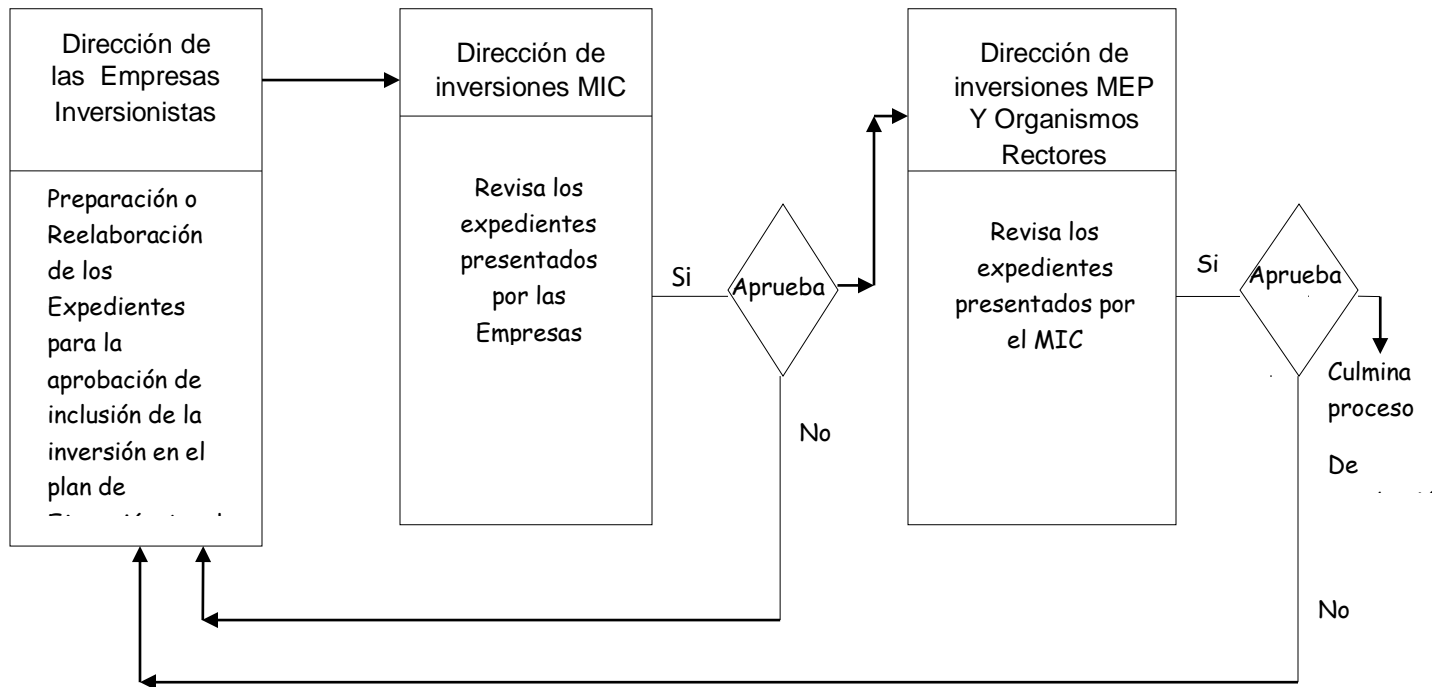 Dirección de
las Empresas
Inversionistas
Preparación o
Reelaboración
de los
Expedientes
para la
aprobación de
inclusión de la
inversión en el
plan de
Dirección de
inversiones MIC
Revisa los
expedientes
presentados
por las
Empresas
Si
Aprueba
No
Dirección de
inversiones MEP
Y Organismos
Rectores
Revisa los
expedientes
presentados por
el MIC
Si
Aprueba
Culmina
proceso
De
No